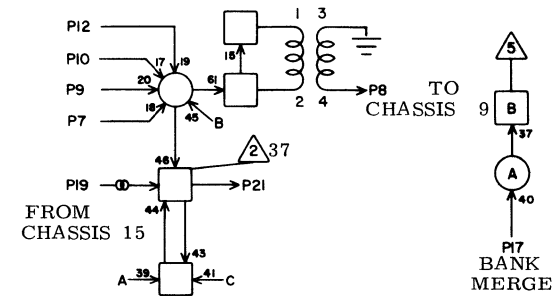 P12
1 3
15
P10
17 19
P9
20
61
P7
18
45 B
2 4
P8
TO
CHASSIS 9
5
B
37
A
40
P17
BANK
MERGE
46
2 37
P19
P21
FROM
CHASSIS 15
44
43
A 39
41 C